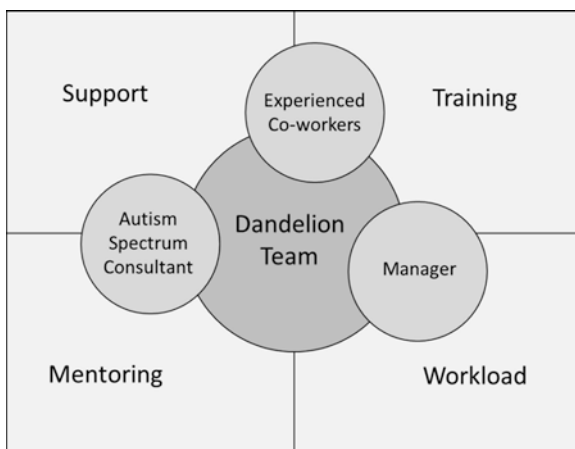 Support
Experienced
Co-workers
Training
Autism
Spectrum
Consultant
Dandelion
Team
Manager
Mentoring
Workload